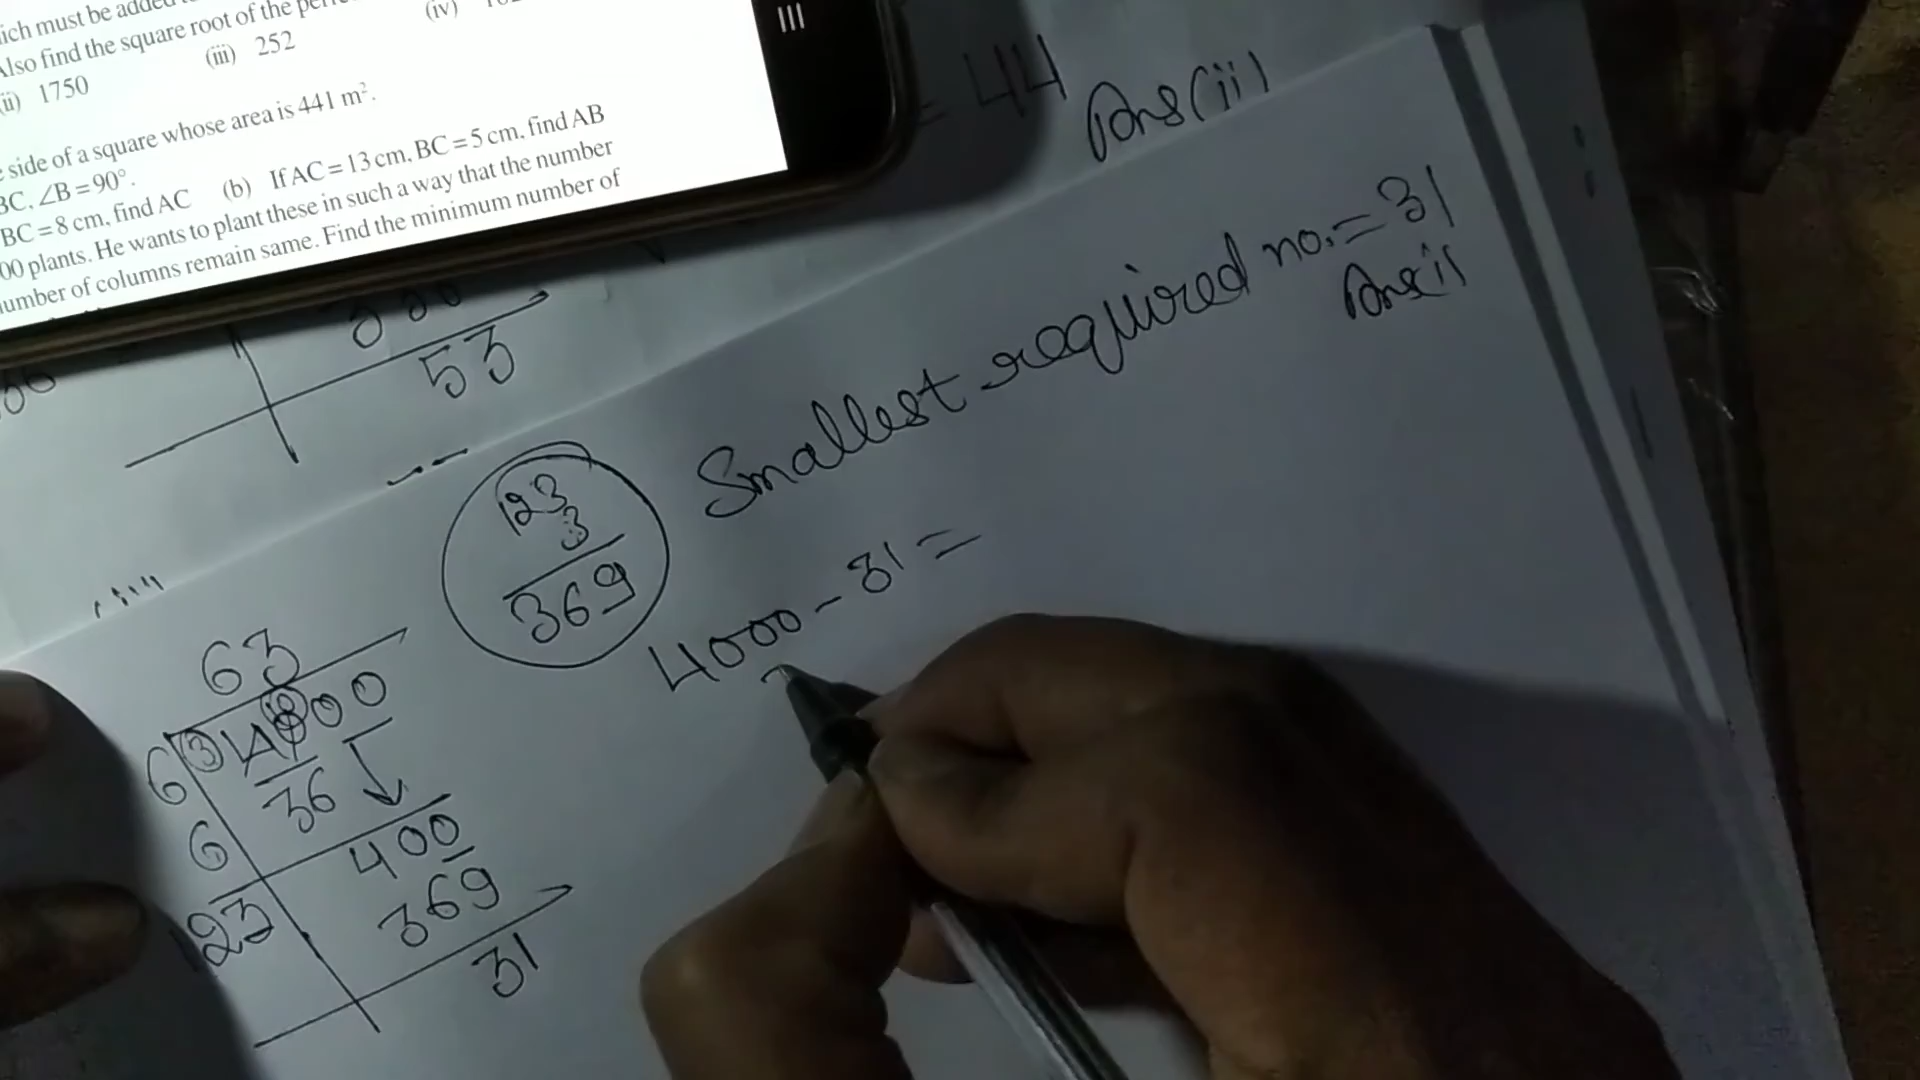 ich must be added
Also find the square root of the
(ii) 1750
(iii) 252
(iv)
side of a square whose area is 441 m².
BC, ∠B = 90°.
BC = 8 cm, find AC (b) If AC = 13 cm, BC = 5 cm, find AB
00 plants. He wants to plant these in such a way that the number
umber of columns remain same. Find the minimum number of
= 44
Ans (ii)
53
Smallest required no. = 31
Ans i)
123
3
369
4000 - 31 =
63
6 4000
36
6 400
123 369
31